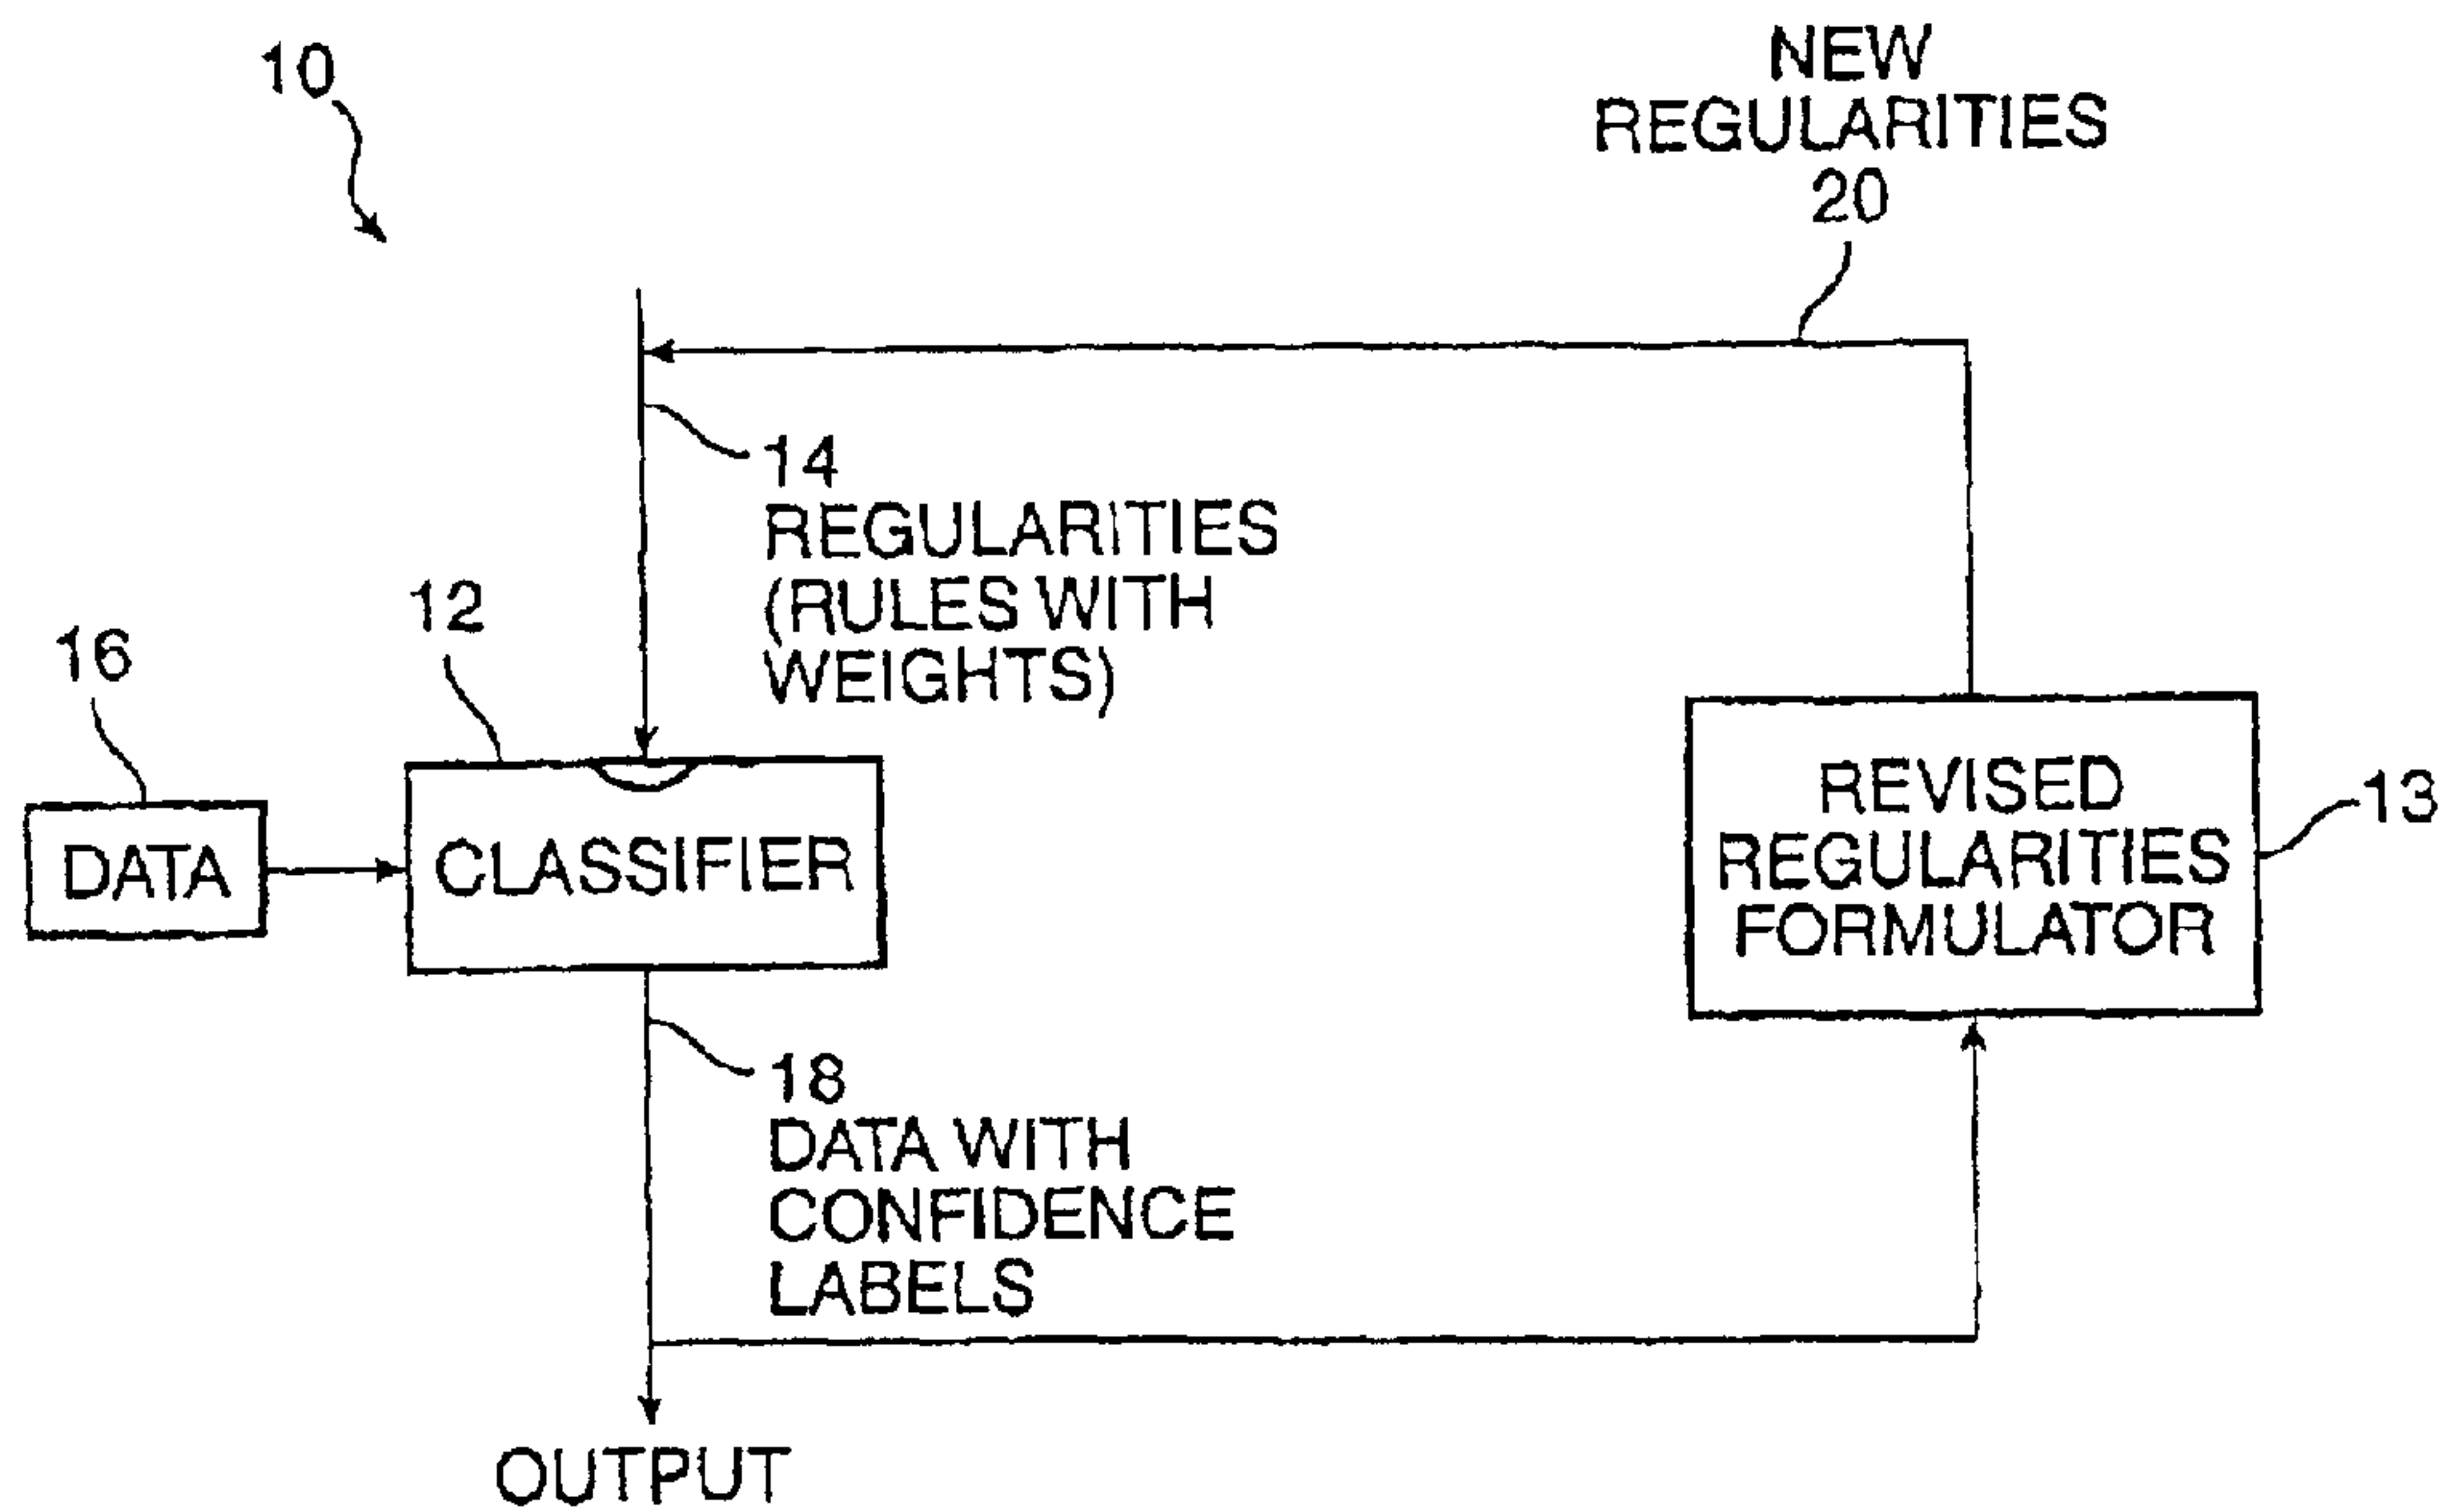 10
NEW
REGULARITIES
20
14
REGULARITIES
(RULES WITH
WEIGHTS)
12
16
DATA
CLASSIFIER
REVISED
REGULARITIES
FORMULATOR
13
18
DATA WITH
CONFIDENCE
LABELS
OUTPUT